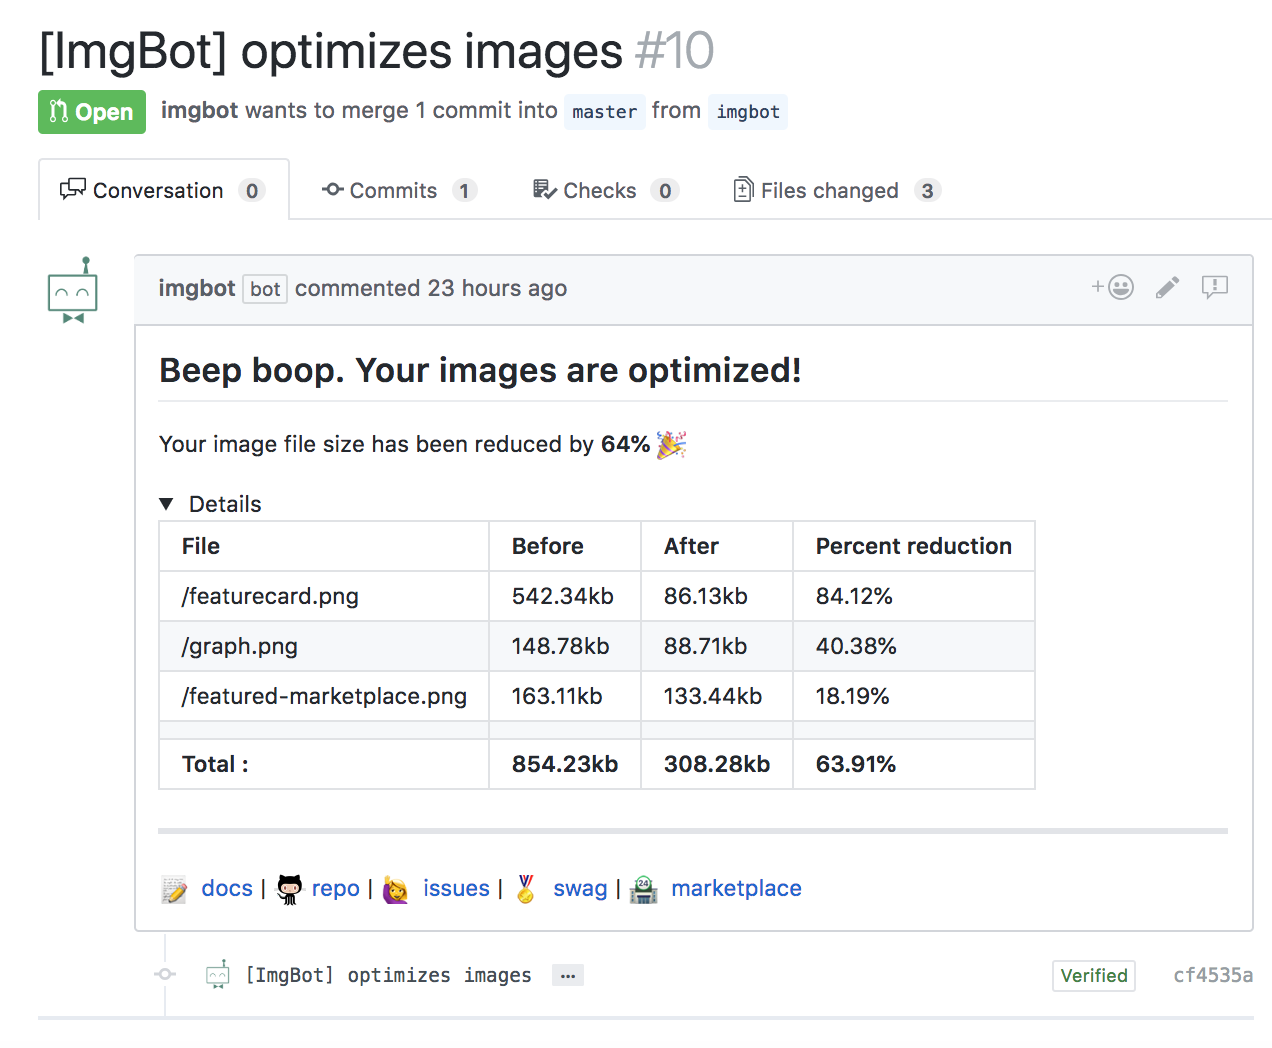 [ImgBot] optimizes images #10
Open imgbot wants to merge 1 commit into master from imgbot
Conversation 0 Commits 1 Checks 0 Files changed 3
imgbot bot commented 23 hours ago
Beep boop. Your images are optimized!
Your image file size has been reduced by 64% 🎉
▼ Details
File Before After Percent reduction
/featurecard.png 542.34kb 86.13kb 84.12%
/graph.png 148.78kb 88.71kb 40.38%
/featured-marketplace.png 163.11kb 133.44kb 18.19%
Total : 854.23kb 308.28kb 63.91%
docs | repo | issues | swag | marketplace
[ImgBot] optimizes images … Verified cf4535a